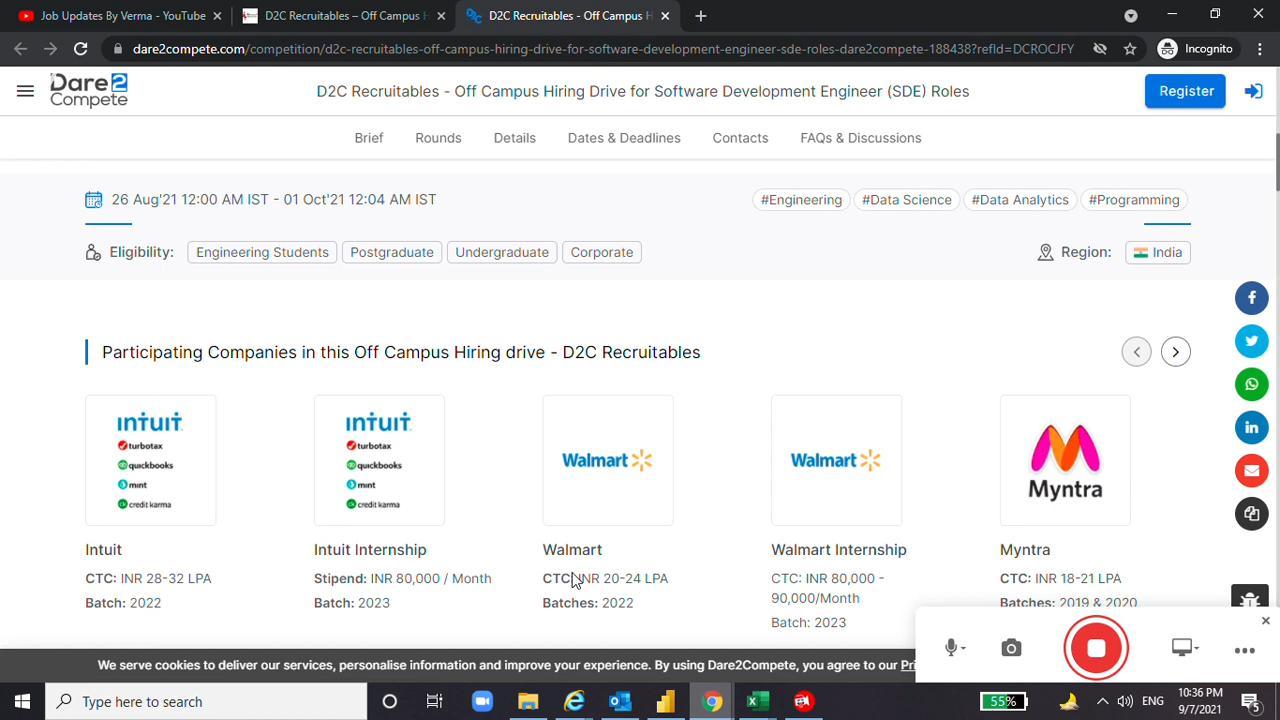 Job Updates By Verma - YouTube
D2C Recruitables – Off Campus H
D2C Recruitables - Off Campus H
dare2compete.com/competition/d2c-recruitables-off-campus-hiring-drive-for-software-development-engineer-sde-roles-dare2compete-188438?refId=DCROCJFY
Incognito
Dare2
Compete
D2C Recruitables - Off Campus Hiring Drive for Software Development Engineer (SDE) Roles
Register
Brief
Rounds
Details
Dates & Deadlines
Contacts
FAQs & Discussions
26 Aug'21 12:00 AM IST - 01 Oct'21 12:04 AM IST
#Engineering
#Data Science
#Data Analytics
#Programming
Eligibility:
Engineering Students
Postgraduate
Undergraduate
Corporate
Region:
India
Participating Companies in this Off Campus Hiring drive - D2C Recruitables
INTUIT
turbotax
quickbooks
mint
credit karma
Intuit
CTC: INR 28-32 LPA
Batch: 2022
INTUIT
turbotax
quickbooks
mint
credit karma
Intuit Internship
Stipend: INR 80,000 / Month
Batch: 2023
Walmart
Walmart
CTC: INR 20-24 LPA
Batches: 2022
Walmart
Walmart Internship
CTC: INR 80,000 -
90,000/Month
Batch: 2023
Myntra
Myntra
CTC: INR 18-21 LPA
Batches: 2019 & 2020
We serve cookies to deliver our services, personalise information and improve your experience. By using Dare2Compete, you agree to our Pri
Type here to search
55%
ENG
10:36 PM
9/7/2021
5